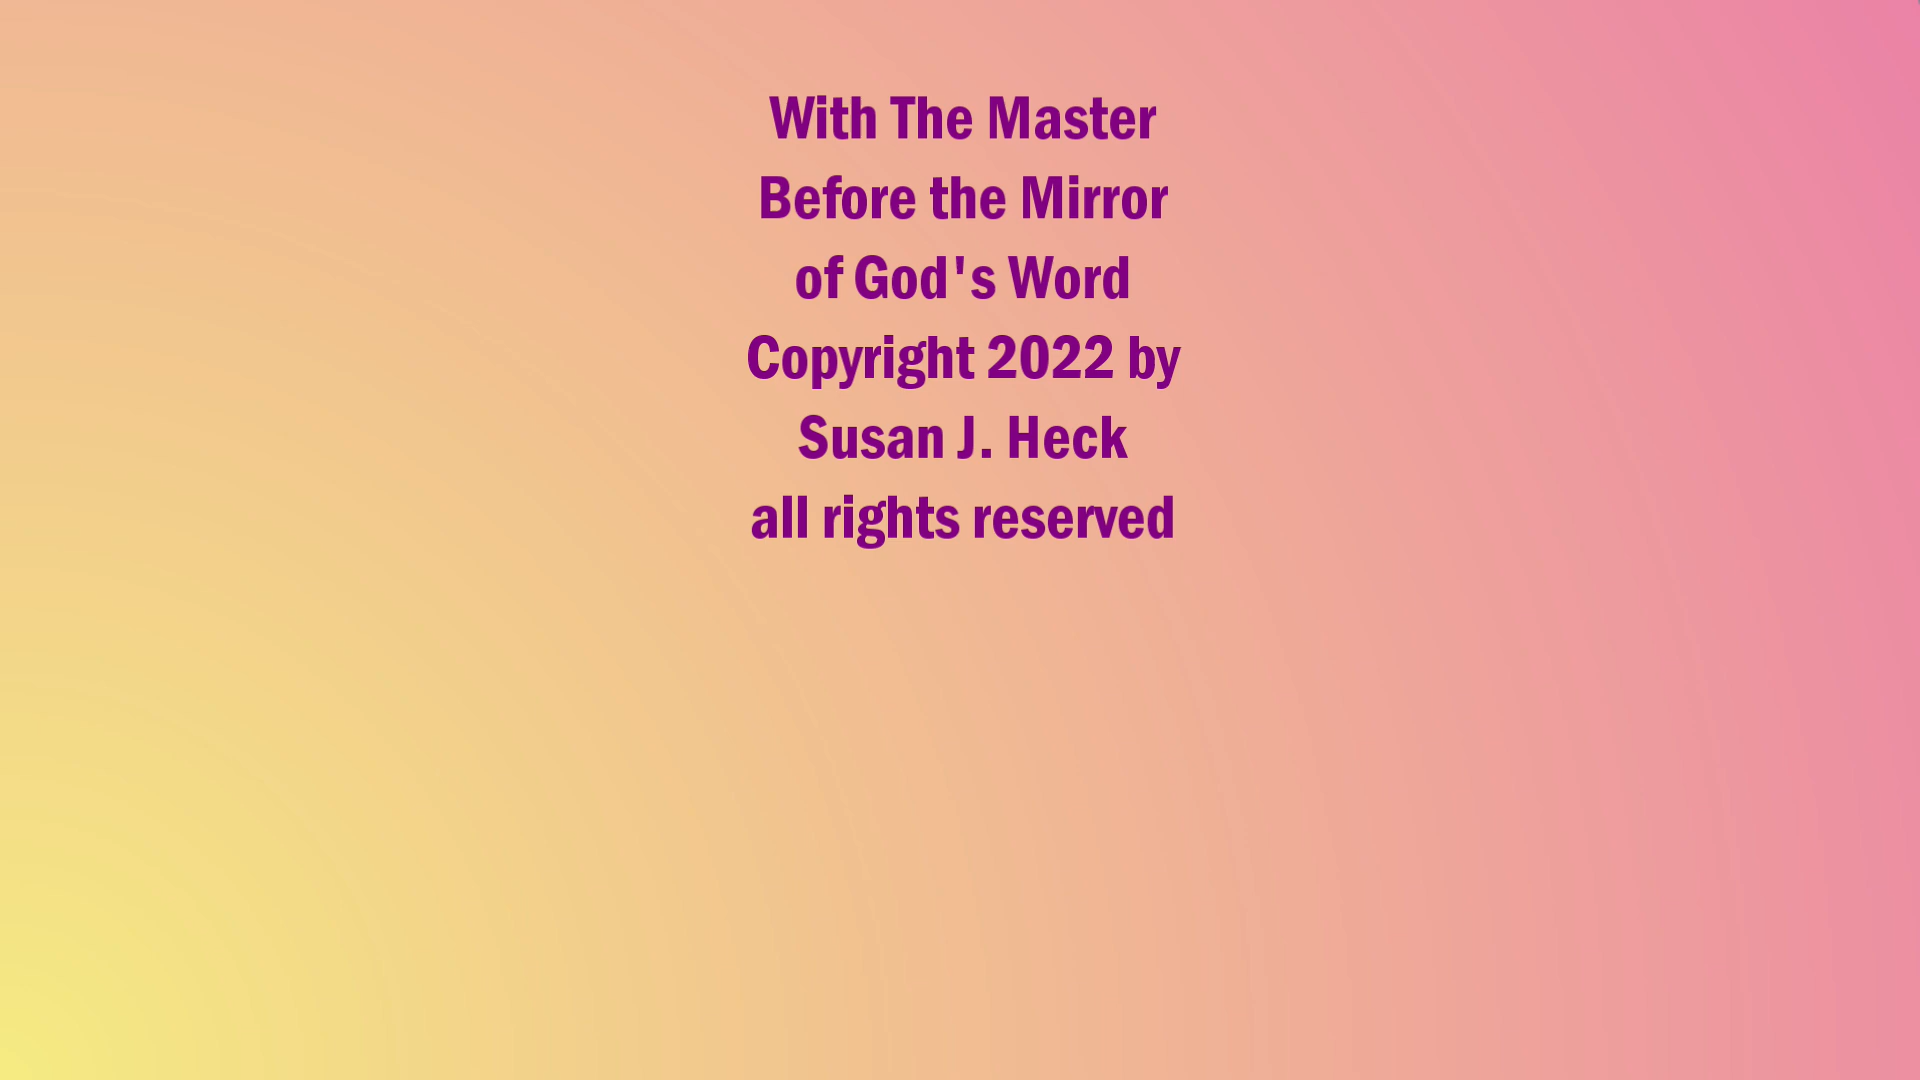 With The Master
Before the Mirror
of God's Word
Copyright 2022 by
Susan J. Heck
all rights reserved